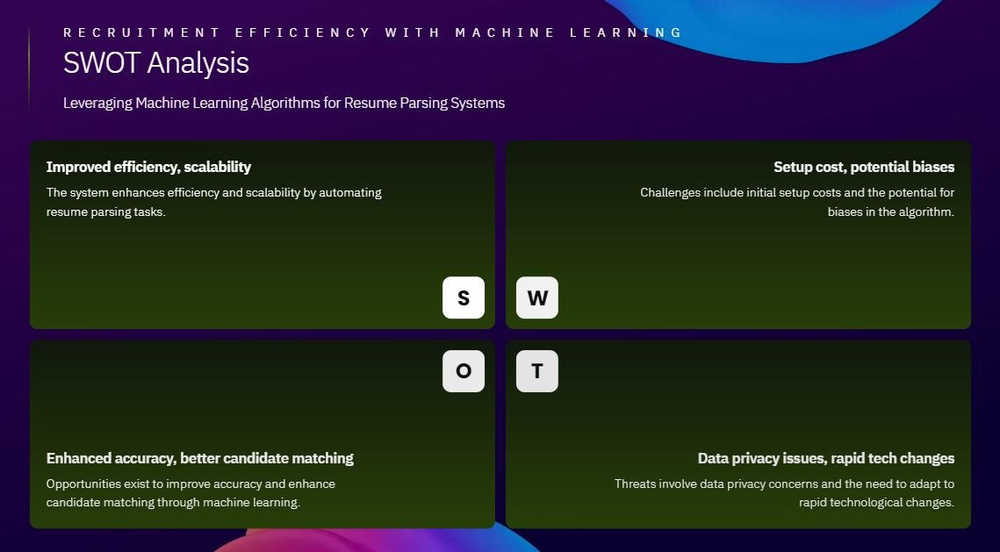 RECRUITMENT EFFICIENCY WITH MACHINE LEARNING
SWOT Analysis
Leveraging Machine Learning Algorithms for Resume Parsing Systems
Improved efficiency, scalability
The system enhances efficiency and scalability by automating
resume parsing tasks.
S
Setup cost, potential biases
Challenges include initial setup costs and the potential for
biases in the algorithm.
W
O
Enhanced accuracy, better candidate matching
Opportunities exist to improve accuracy and enhance
candidate matching through machine learning.
T
Data privacy issues, rapid tech changes
Threats involve data privacy concerns and the need to adapt to
rapid technological changes.